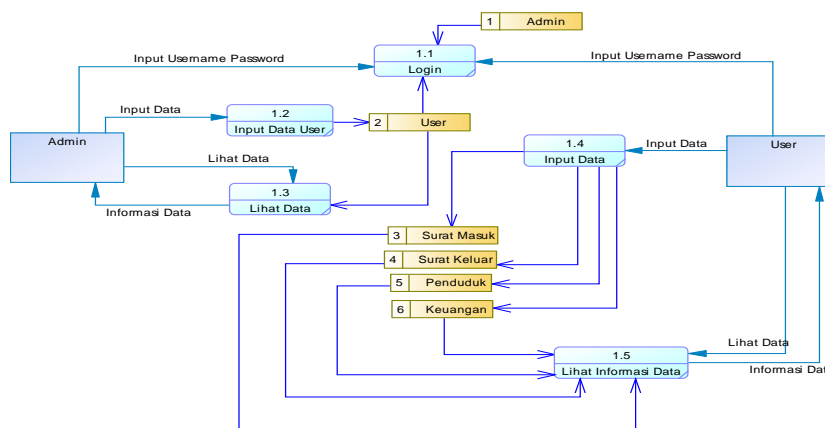 1 Admin
1.1
Login
Input Username Password
Input Username Password
Input Data
1.2
Input Data User
2 User
Admin
1.4
Input Data
Input Data
User
Lihat Data
1.3
Lihat Data
Informasi Data
3 Surat Masuk
4 Surat Keluar
5 Penduduk
6 Keuangan
Lihat Data
1.5
Lihat Informasi Data
Informasi Dat